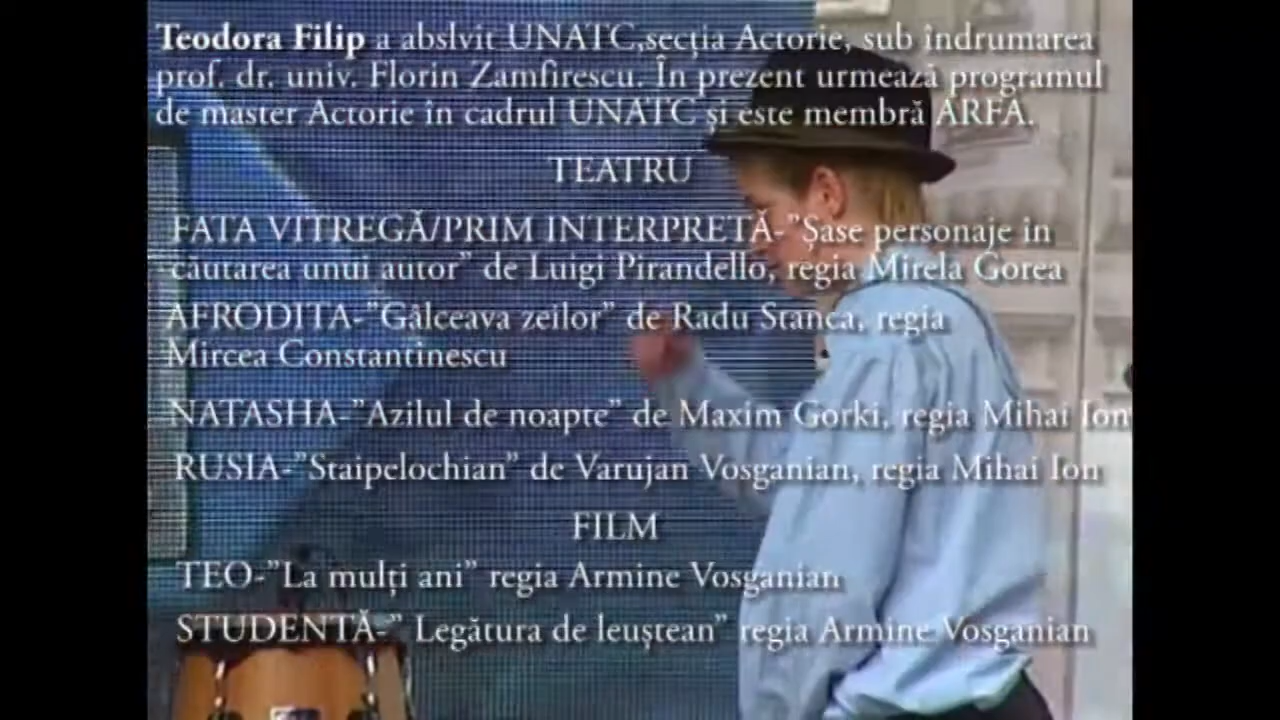 Teodora Filip a abslvit UNATC,secția Actorie, sub îndrumarea
prof. dr. univ. Florin Zamfirescu. În prezent urmează programul
de master Actorie în cadrul UNATC și este membră ARFA.
TEATRU
FATA VITREGĂ/PRIM INTERPRETĂ-”Șase personaje în
căutarea unui autor” de Luigi Pirandello, regia Mirela Gorea
AFRODITA-”Gâlceava zeilor” de Radu Stanca, regia
Mircea Constantinescu
NATASHA-”Azilul de noapte” de Maxim Gorki, regia Mihai Ion
RUSIA-”Staipelochian” de Varujan Vosganian, regia Mihai Ion
FILM
TEO-”La mulți ani” regia Armine Vosganian
STUDENTĂ-” Legătura de leuștean” regia Armine Vosganian